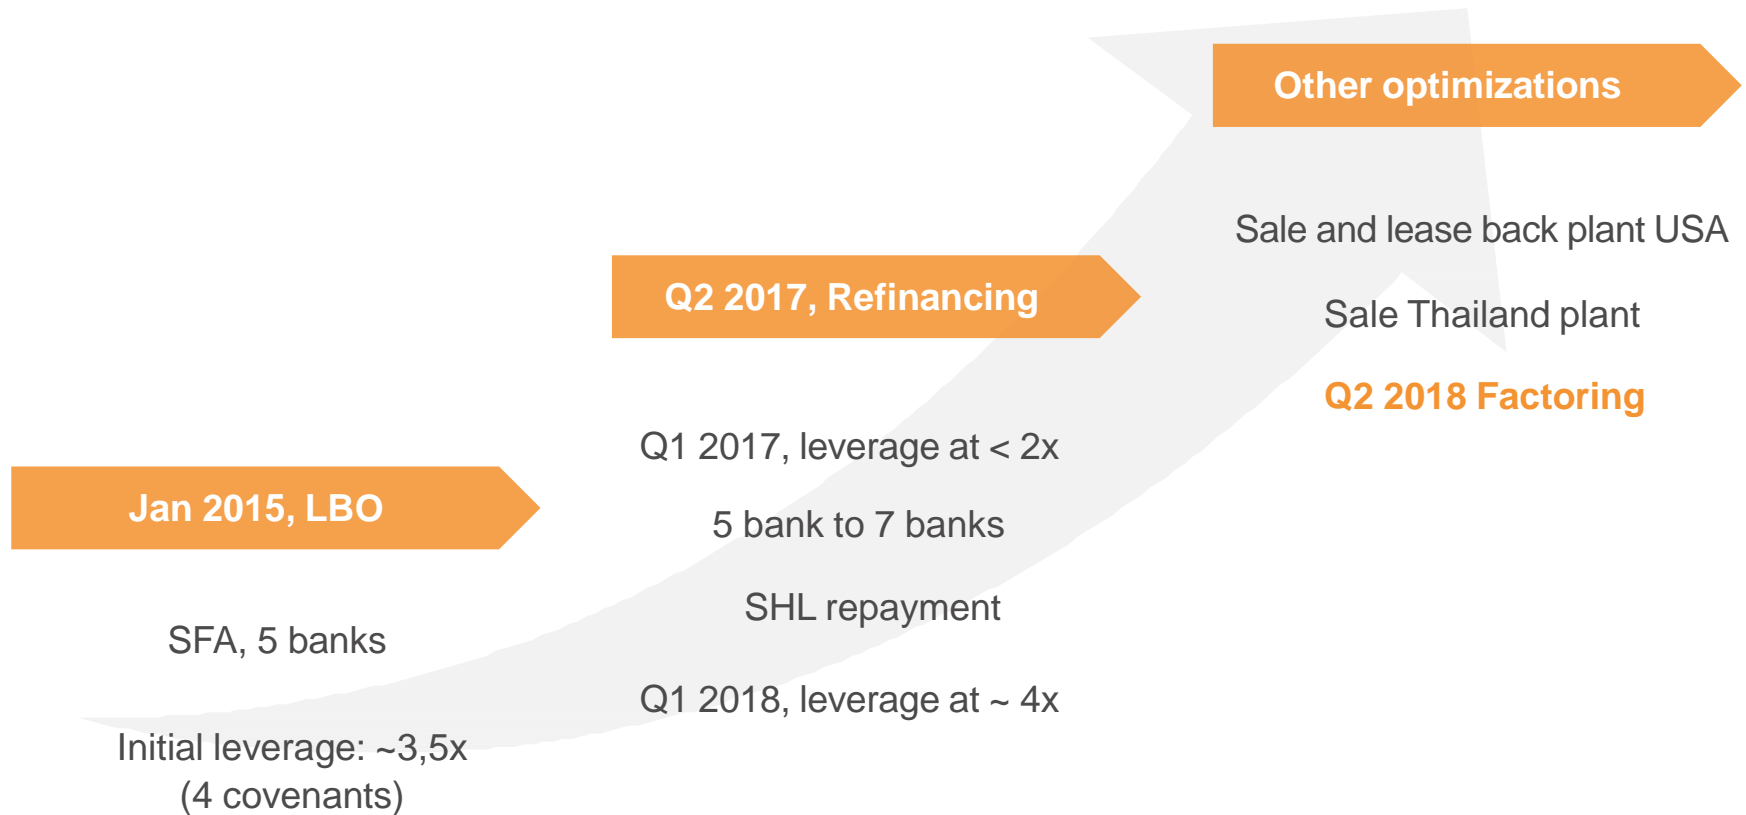 Jan 2015, LBO
SFA, 5 banks
Initial leverage: ~3,5x
(4 covenants)
Q2 2017, Refinancing
Q1 2017, leverage at < 2x
5 bank to 7 banks
SHL repayment
Q1 2018, leverage at ~ 4x
Other optimizations
Sale and lease back plant USA
Sale Thailand plant
Q2 2018 Factoring